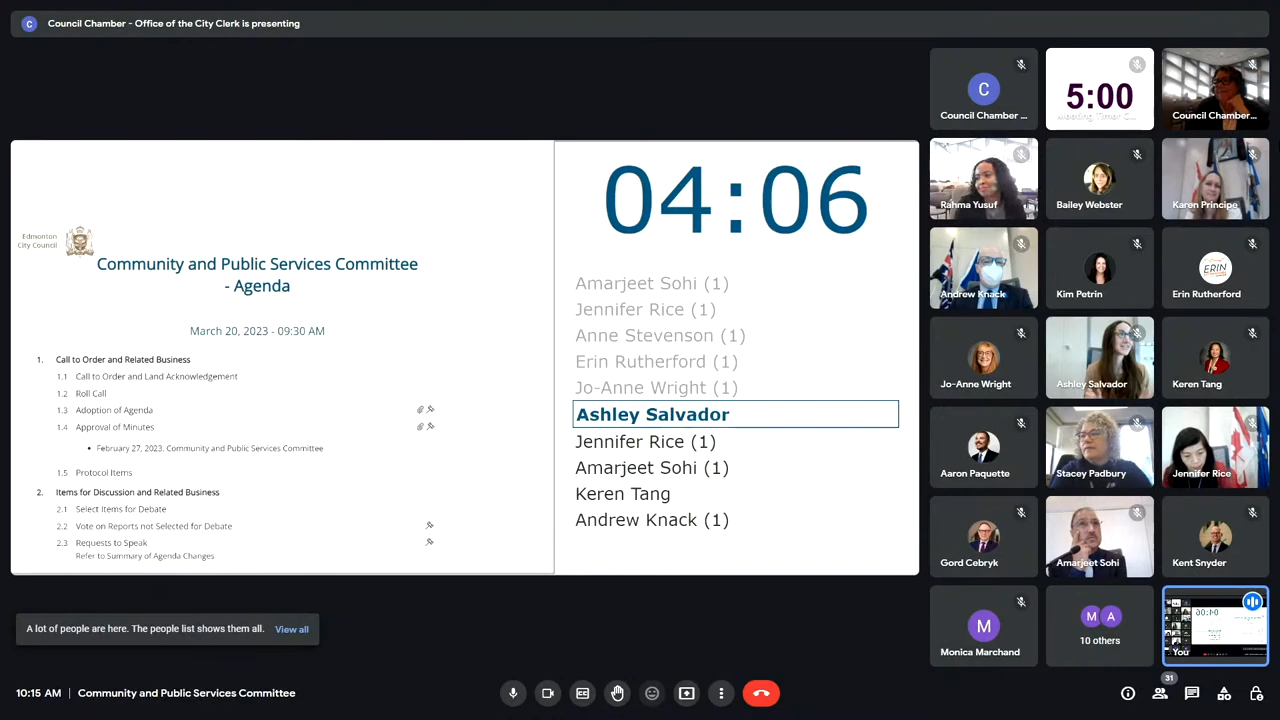 C Council Chamber - Office of the City Clerk is presenting
Edmonton
City Council
Community and Public Services Committee
- Agenda
March 20, 2023 - 09:30 AM
1. Call to Order and Related Business
1.1 Call to Order and Land Acknowledgement
1.2 Roll Call
1.3 Adoption of Agenda
1.4 Approval of Minutes
• February 27, 2023, Community and Public Services Committee
1.5 Protocol Items
2. Items for Discussion and Related Business
2.1 Select Items for Debate
2.2 Vote on Reports not Selected for Debate
2.3 Requests to Speak
Refer to Summary of Agenda Changes
04:06
Amarjeet Sohi (1)
Jennifer Rice (1)
Anne Stevenson (1)
Erin Rutherford (1)
Jo-Anne Wright (1)
Ashley Salvador
Jennifer Rice (1)
Amarjeet Sohi (1)
Keren Tang
Andrew Knack (1)
C
Council Chamber ...
5:00
Meeting Timer C...
Council Chamber...
Rahma Yusuf
Bailey Webster
Karen Principe
Andrew Knack
Kim Petrin
ERIN
Erin Rutherford
Jo-Anne Wright
Ashley Salvador
Keren Tang
Aaron Paquette
Stacey Padbury
Jennifer Rice
Gord Cebryk
Amarjeet Sohi
Kent Snyder
M
Monica Marchand
M A
10 others
You
A lot of people are here. The people list shows them all. View all
10:15 AM | Community and Public Services Committee
31